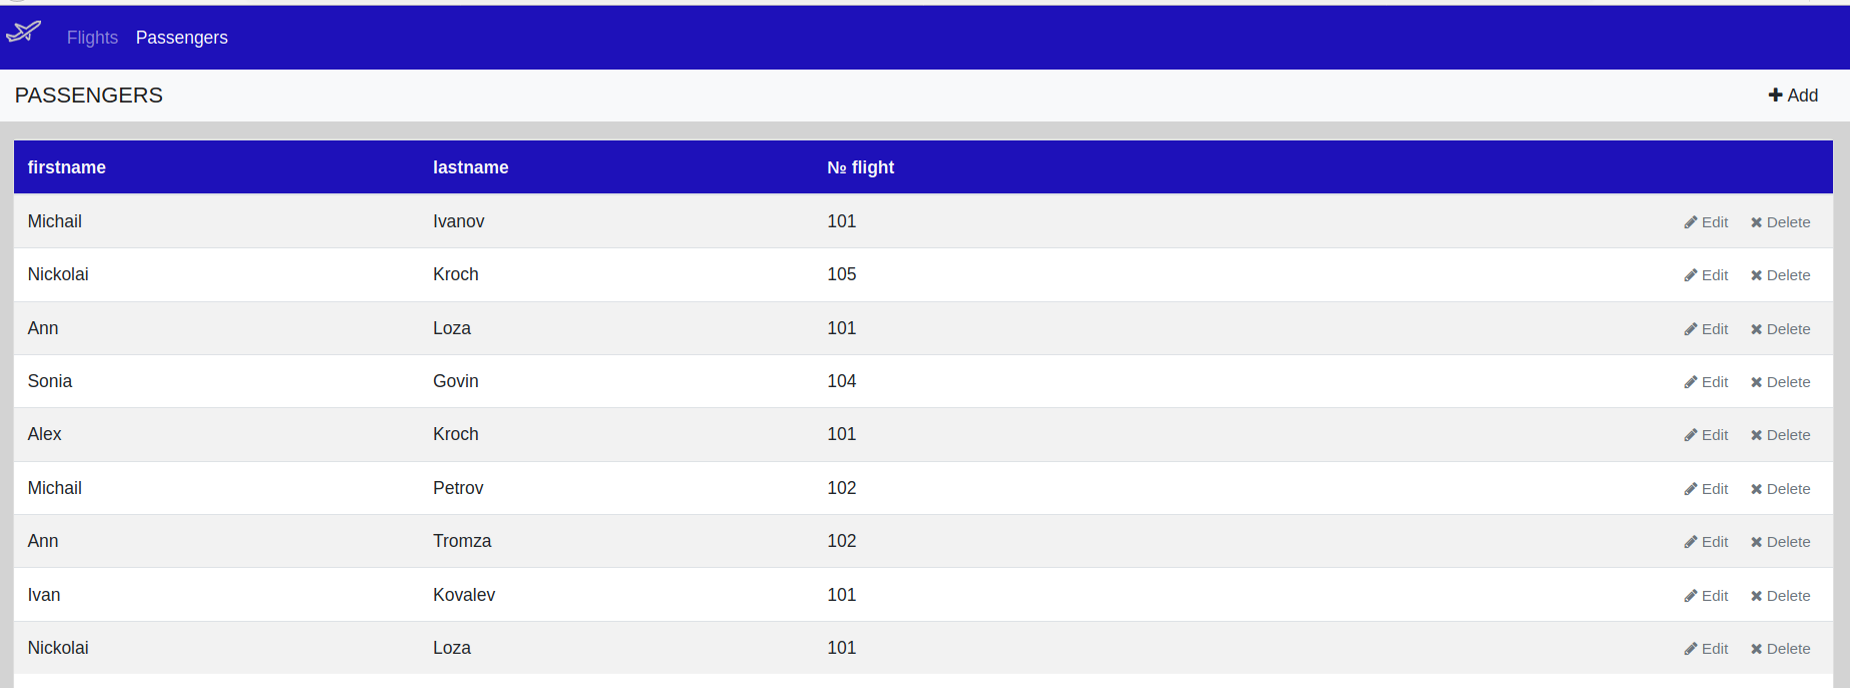 Flights Passengers
PASSENGERS Add
firstname lastname № flight
Michail Ivanov 101 Edit Delete
Nickolai Kroch 105 Edit Delete
Ann Loza 101 Edit Delete
Sonia Govin 104 Edit Delete
Alex Kroch 101 Edit Delete
Michail Petrov 102 Edit Delete
Ann Tromza 102 Edit Delete
Ivan Kovalev 101 Edit Delete
Nickolai Loza 101 Edit Delete